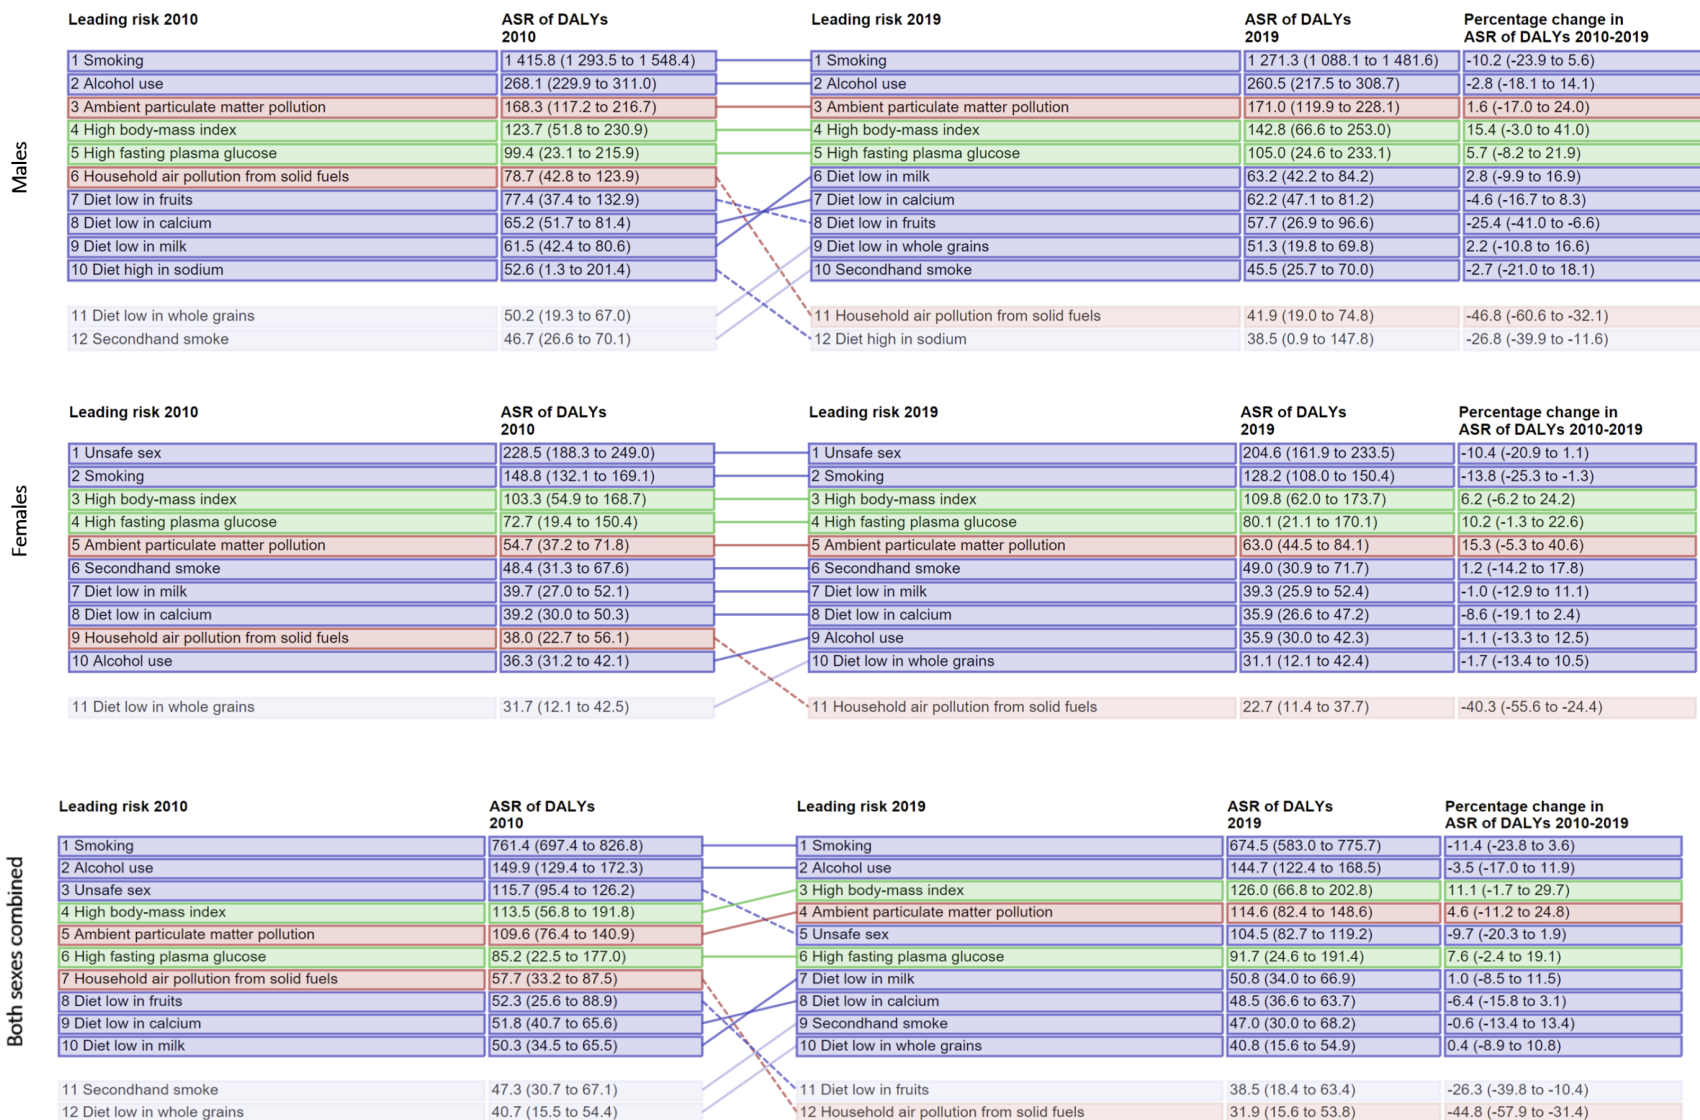 Males
Leading risk 2010 ASR of DALYs 2010 Leading risk 2019 ASR of DALYs 2019 Percentage change in ASR of DALYs 2010-2019
1 Smoking 1 415.8 (1 293.5 to 1 548.4) 1 Smoking 1 271.3 (1 088.1 to 1 481.6) -10.2 (-23.9 to 5.6)
2 Alcohol use 268.1 (229.9 to 311.0) 2 Alcohol use 260.5 (217.5 to 308.7) -2.8 (-18.1 to 14.1)
3 Ambient particulate matter pollution 168.3 (117.2 to 216.7) 3 Ambient particulate matter pollution 171.0 (119.9 to 228.1) 1.6 (-17.0 to 24.0)
4 High body-mass index 123.7 (51.8 to 230.9) 4 High body-mass index 142.8 (66.6 to 253.0) 15.4 (-3.0 to 41.0)
5 High fasting plasma glucose 99.4 (23.1 to 215.9) 5 High fasting plasma glucose 105.0 (24.6 to 233.1) 5.7 (-8.2 to 21.9)
6 Household air pollution from solid fuels 78.7 (42.8 to 123.9) 6 Diet low in milk 63.2 (42.2 to 84.2) 2.8 (-9.9 to 16.9)
7 Diet low in fruits 77.4 (37.4 to 132.9) 7 Diet low in calcium 62.2 (47.1 to 81.2) -4.6 (-16.7 to 8.3)
8 Diet low in calcium 65.2 (51.7 to 81.4) 8 Diet low in fruits 57.7 (26.9 to 96.6) -25.4 (-41.0 to -6.6)
9 Diet low in milk 61.5 (42.4 to 80.6) 9 Diet low in whole grains 51.3 (19.8 to 69.8) 2.2 (-10.8 to 16.6)
10 Diet high in sodium 52.6 (1.3 to 201.4) 10 Secondhand smoke 45.5 (25.7 to 70.0) -2.7 (-21.0 to 18.1)
11 Diet low in whole grains 50.2 (19.3 to 67.0) 11 Household air pollution from solid fuels 41.9 (19.0 to 74.8) -46.8 (-60.6 to -32.1)
12 Secondhand smoke 46.7 (26.6 to 70.1) 12 Diet high in sodium 38.5 (0.9 to 147.8) -26.8 (-39.9 to -11.6)
Females
Leading risk 2010 ASR of DALYs 2010 Leading risk 2019 ASR of DALYs 2019 Percentage change in ASR of DALYs 2010-2019
1 Unsafe sex 228.5 (188.3 to 249.0) 1 Unsafe sex 204.6 (161.9 to 233.5) -10.4 (-20.9 to 1.1)
2 Smoking 148.8 (132.1 to 169.1) 2 Smoking 128.2 (108.0 to 150.4) -13.8 (-25.3 to -1.3)
3 High body-mass index 103.3 (54.9 to 168.7) 3 High body-mass index 109.8 (62.0 to 173.7) 6.2 (-6.2 to 24.2)
4 High fasting plasma glucose 72.7 (19.4 to 150.4) 4 High fasting plasma glucose 80.1 (21.1 to 170.1) 10.2 (-1.3 to 22.6)
5 Ambient particulate matter pollution 54.7 (37.2 to 71.8) 5 Ambient particulate matter pollution 63.0 (44.5 to 84.1) 15.3 (-5.3 to 40.6)
6 Secondhand smoke 48.4 (31.3 to 67.6) 6 Secondhand smoke 49.0 (30.9 to 71.7) 1.2 (-14.2 to 17.8)
7 Diet low in milk 39.7 (27.0 to 52.1) 7 Diet low in milk 39.3 (25.9 to 52.4) -1.0 (-12.9 to 11.1)
8 Diet low in calcium 39.2 (30.0 to 50.3) 8 Diet low in calcium 35.9 (26.6 to 47.2) -8.6 (-19.1 to 2.4)
9 Household air pollution from solid fuels 38.0 (22.7 to 56.1) 9 Alcohol use 35.9 (30.0 to 42.3) -1.1 (-13.3 to 12.5)
10 Alcohol use 36.3 (31.2 to 42.1) 10 Diet low in whole grains 31.1 (12.1 to 42.4) -1.7 (-13.4 to 10.5)
11 Diet low in whole grains 31.7 (12.1 to 42.5) 11 Household air pollution from solid fuels 22.7 (11.4 to 37.7) -40.3 (-55.6 to -24.4)
Both sexes combined
Leading risk 2010 ASR of DALYs 2010 Leading risk 2019 ASR of DALYs 2019 Percentage change in ASR of DALYs 2010-2019
1 Smoking 761.4 (697.4 to 826.8) 1 Smoking 674.5 (583.0 to 775.7) -11.4 (-23.8 to 3.6)
2 Alcohol use 149.9 (129.4 to 172.3) 2 Alcohol use 144.7 (122.4 to 168.5) -3.5 (-17.0 to 11.9)
3 Unsafe sex 115.7 (95.4 to 126.2) 3 High body-mass index 126.0 (66.8 to 202.8) 11.1 (-1.7 to 29.7)
4 High body-mass index 113.5 (56.8 to 191.8) 4 Ambient particulate matter pollution 114.6 (82.4 to 148.6) 4.6 (-11.2 to 24.8)
5 Ambient particulate matter pollution 109.6 (76.4 to 140.9) 5 Unsafe sex 104.5 (82.7 to 119.2) -9.7 (-20.3 to 1.9)
6 High fasting plasma glucose 85.2 (22.5 to 177.0) 6 High fasting plasma glucose 91.7 (24.6 to 191.4) 7.6 (-2.4 to 19.1)
7 Household air pollution from solid fuels 57.7 (33.2 to 87.5) 7 Diet low in milk 50.8 (34.0 to 66.9) 1.0 (-8.5 to 11.5)
8 Diet low in fruits 52.3 (25.6 to 88.9) 8 Diet low in calcium 48.5 (36.6 to 63.7) -6.4 (-15.8 to 3.1)
9 Diet low in calcium 51.8 (40.7 to 65.6) 9 Secondhand smoke 47.0 (30.0 to 68.2) -0.6 (-13.4 to 13.4)
10 Diet low in milk 50.3 (34.5 to 65.5) 10 Diet low in whole grains 40.8 (15.6 to 54.9) 0.4 (-8.9 to 10.8)
11 Secondhand smoke 47.3 (30.7 to 67.1) 11 Diet low in fruits 38.5 (18.4 to 63.4) -26.3 (-39.8 to -10.4)
12 Diet low in whole grains 40.7 (15.5 to 54.4) 12 Household air pollution from solid fuels 31.9 (15.6 to 53.8) -44.8 (-57.9 to -31.4)